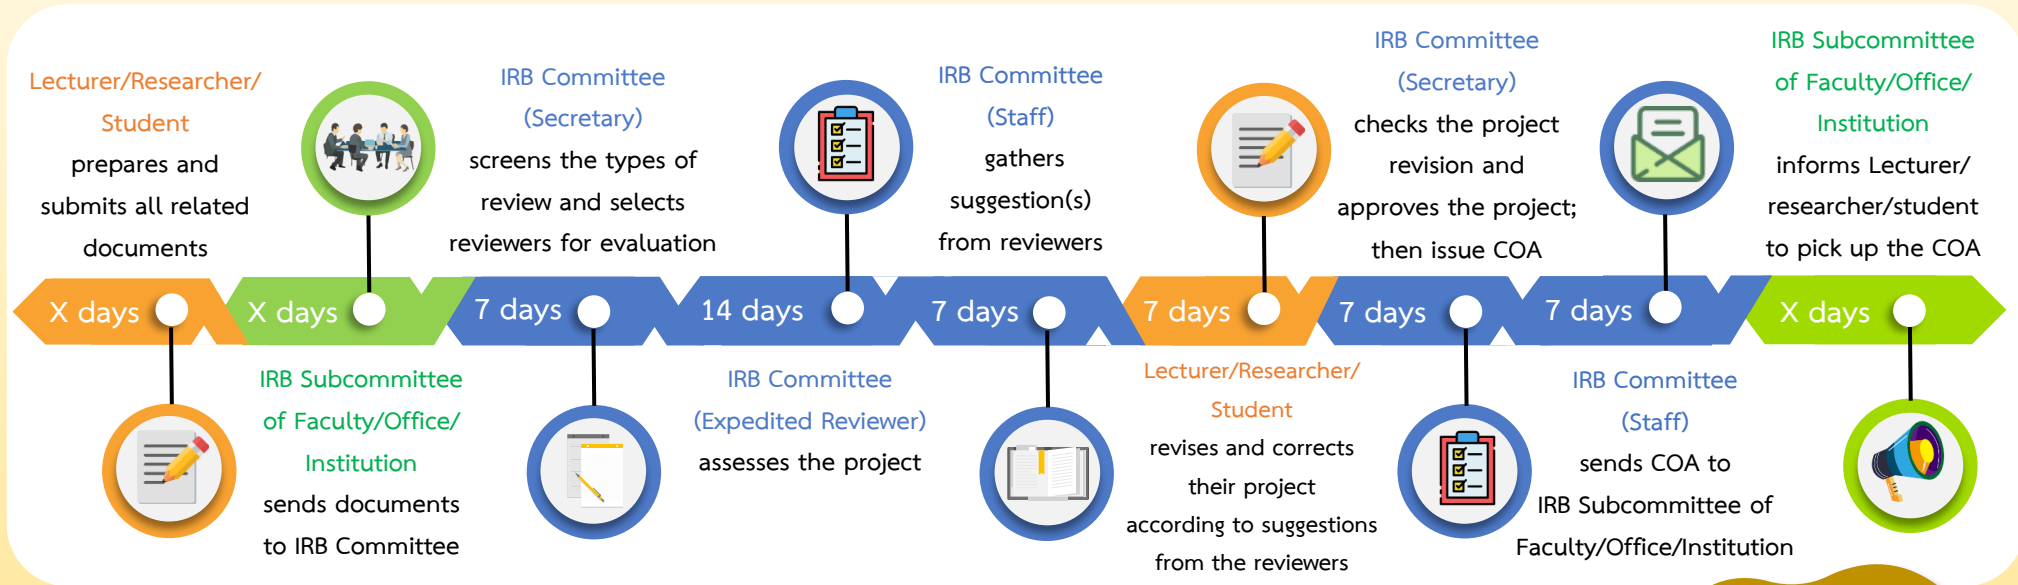 Lecturer/Researcher/
Student
prepares and
submits all related
documents
X days
X days
IRB Subcommittee
of Faculty/Office/
Institution
sends documents
to IRB Committee
IRB Committee
(Secretary)
screens the types of
review and selects
reviewers for evaluation
7 days
14 days
IRB Committee
(Expedited Reviewer)
assesses the project
IRB Committee
(Staff)
gathers
suggestion(s)
from reviewers
7 days
7 days
Lecturer/Researcher/
Student
revises and corrects
their project
according to suggestions
from the reviewers
IRB Committee
(Secretary)
checks the project
revision and
approves the project;
then issue COA
7 days
7 days
IRB Committee
(Staff)
sends COA to
IRB Subcommittee of
Faculty/Office/Institution
IRB Subcommittee
of Faculty/Office/
Institution
informs Lecturer/
researcher/student
to pick up the COA
X days